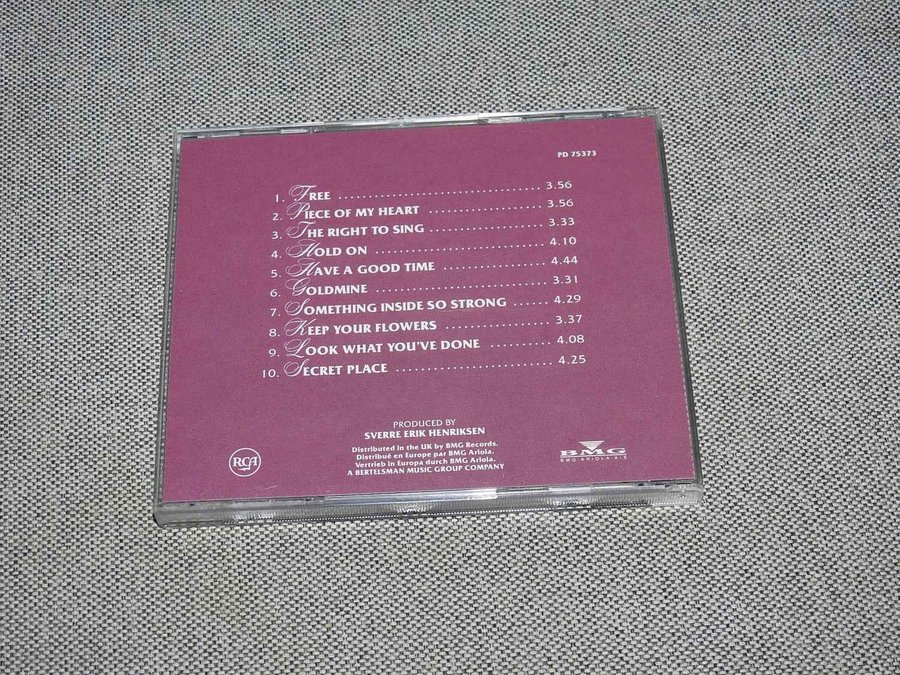 PD 75373
1. FREE .......................... 3.56
2. PIECE OF MY HEART ............... 3.56
3. THE RIGHT TO SING ............... 3.33
4. HOLD ON ....................... 4.10
5. HAVE A GOOD TIME .............. 4.44
6. GOLDMINE ...................... 3.31
7. SOMETHING INSIDE SO STRONG ...... 4.29
8. KEEP YOUR FLOWERS .............. 3.37
9. LOOK WHAT YOU'VE DONE ......... 4.08
10. SECRET PLACE .................... 4.25
PRODUCED BY
SVERRE ERIK HENRIKSEN
Distributed in the UK by BMG Records.
Distribué en Europe par BMG Ariola.
Vertrieb in Europa durch BMG Ariola.
A BERTELSMAN MUSIC GROUP COMPANY
RCA
BMG
BMG ARIOLA A/S